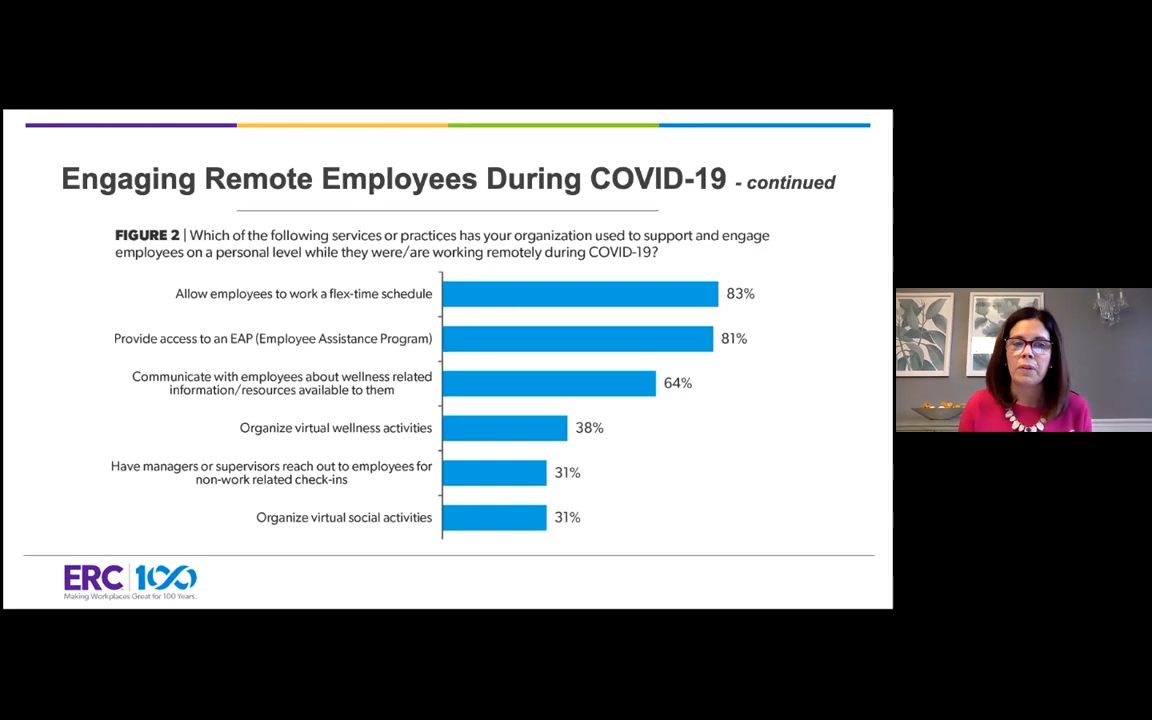 Engaging Remote Employees During COVID-19 - continued
FIGURE 2 | Which of the following services or practices has your organization used to support and engage
employees on a personal level while they were/are working remotely during COVID-19?
Allow employees to work a flex-time schedule 83%
Provide access to an EAP (Employee Assistance Program) 81%
Communicate with employees about wellness related
information/resources available to them 64%
Organize virtual wellness activities 38%
Have managers or supervisors reach out to employees for
non-work related check-ins 31%
Organize virtual social activities 31%
ERC 100
Making Workplaces Great for 100 Years.